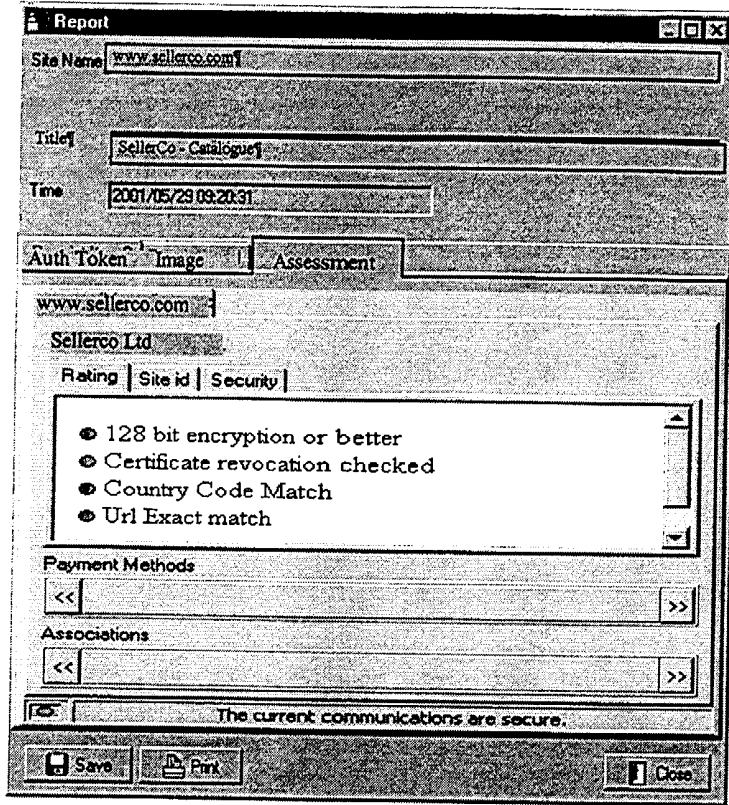 Report
Site Name www.sellerco.com¶
Title¶ SellerCo - Catalogue¶
Time 2001/05/29 09:20:31
Auth Token Image Assessment
www.sellerco.com
Sellerco Ltd
Rating Site id Security
128 bit encryption or better
Certificate revocation checked
Country Code Match
Url Exact match
Payment Methods
<< >>
Associations
<< >>
The current communications are secure.
Save Print Close